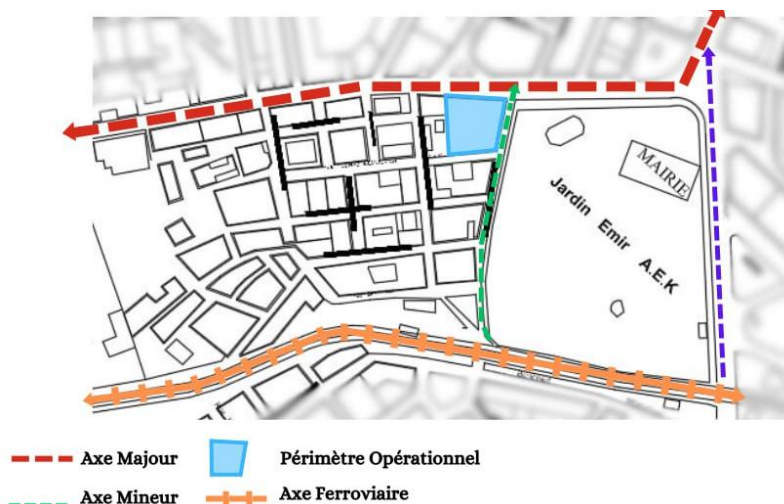 MAIRIE
Jardin Emir A.E.K
Axe Majour
Périmètre Opérationnel
Axe Mineur
Axe Ferroviaire